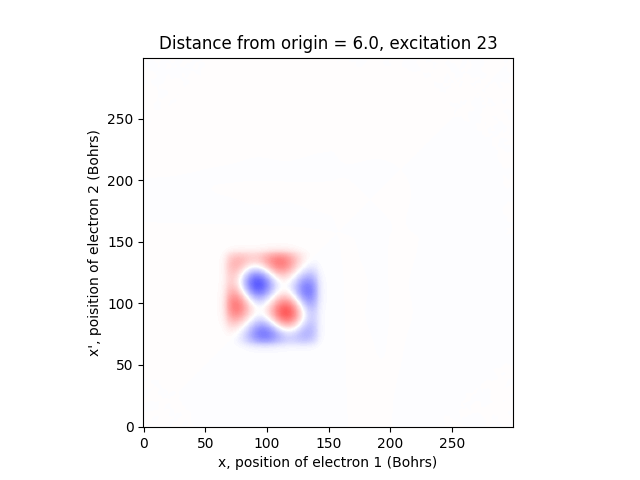 Distance from origin = 6.0, excitation 23
x', poisition of electron 2 (Bohrs)
250
200
150
100
50
0
0 50 100 150 200 250
x, position of electron 1 (Bohrs)